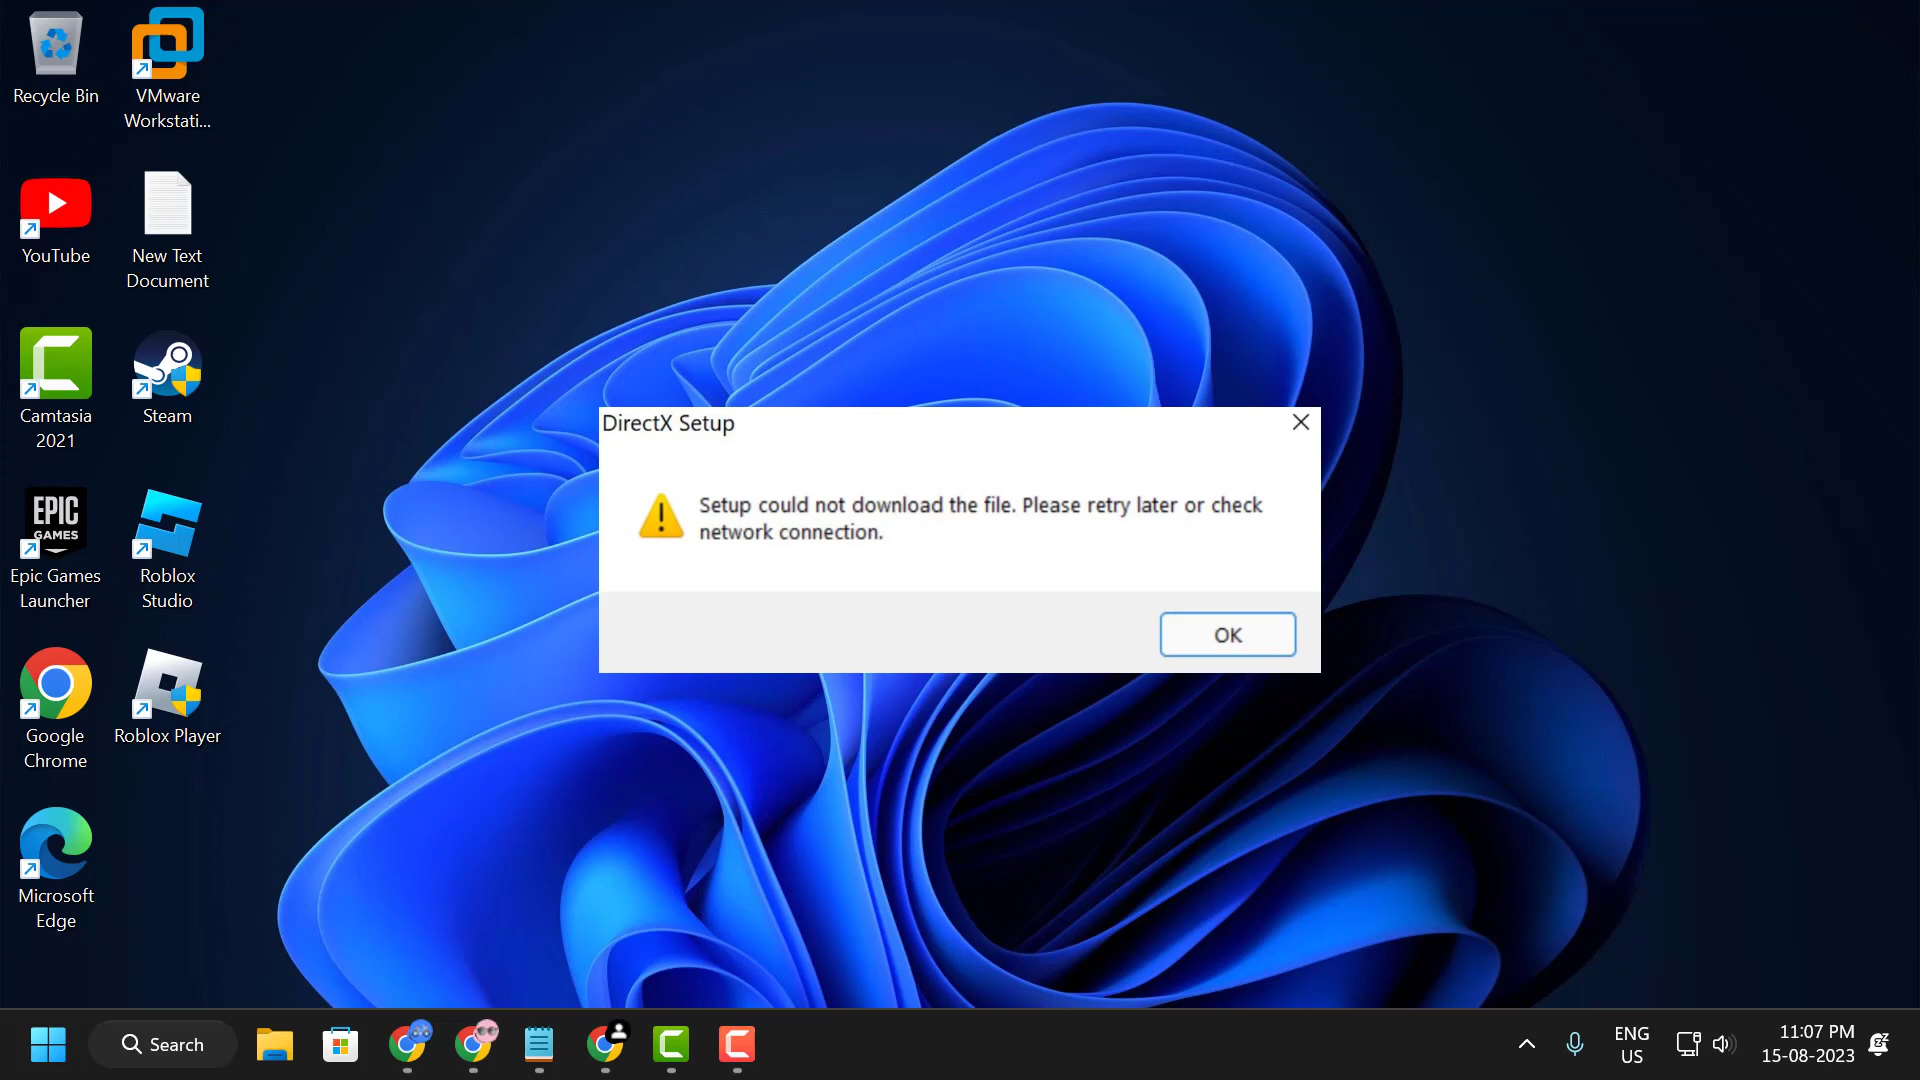 Recycle Bin
VMware
Workstati...
YouTube
New Text
Document
Camtasia
2021
Steam
EPIC
GAMES
Epic Games
Launcher
Roblox
Studio
Google
Chrome
Roblox Player
Microsoft
Edge
DirectX Setup
Setup could not download the file. Please retry later or check
network connection.
OK
Search
ENG
US
11:07 PM
15-08-2023